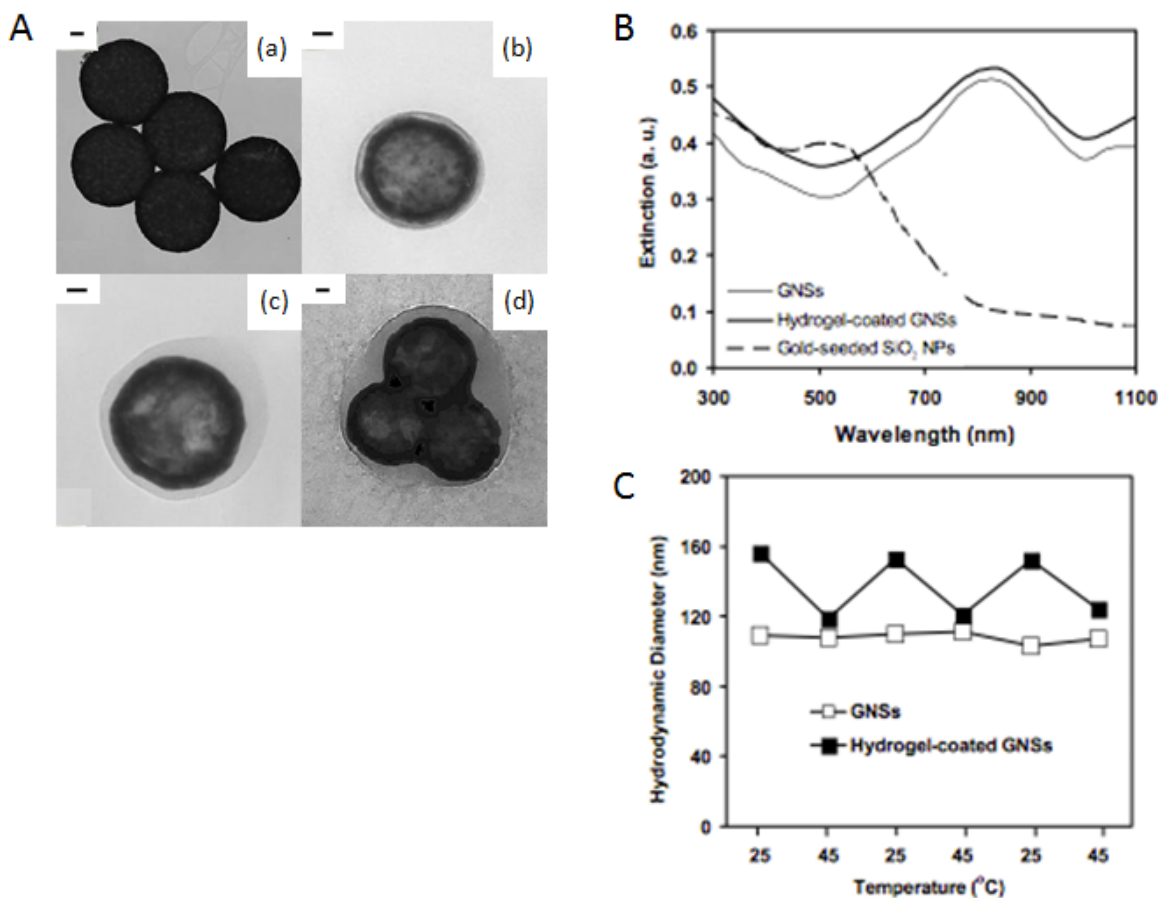 A
(a)
(b)
(c)
(d)
B
0.6
0.5
0.4
0.3
0.2
0.1
0.0
Extinction (a. u.)
GNSs
Hydrogel-coated GNSs
Gold-seeded SiO₂ NPs
300
500
700
900
1100
Wavelength (nm)
C
200
160
120
80
40
0
Hydrodynamic Diameter (nm)
GNSs
Hydrogel-coated GNSs
25
45
25
45
25
45
Temperature (°C)